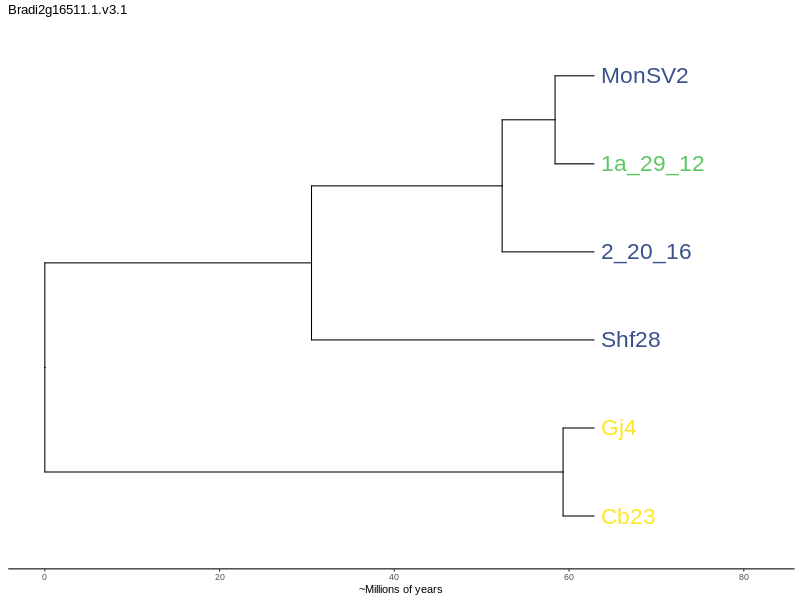 Bradi2g16511.1.v3.1
MonSV2
1a_29_12
2_20_16
Shf28
Gj4
Cb23
0 20 40 60 80
~Millions of years